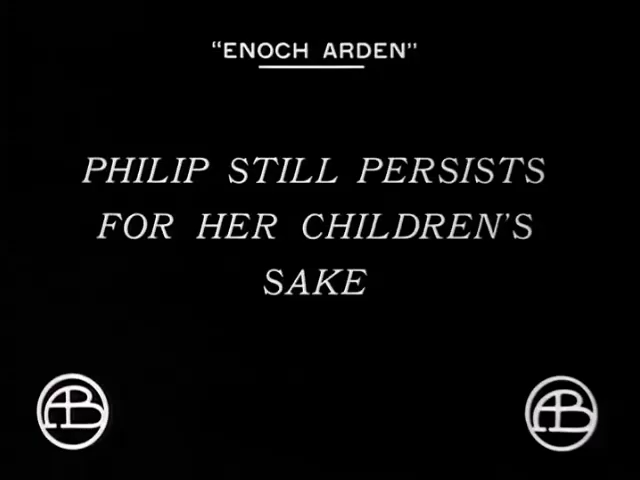 "ENOCH ARDEN"
PHILIP STILL PERSISTS
FOR HER CHILDREN'S
SAKE
AB AB